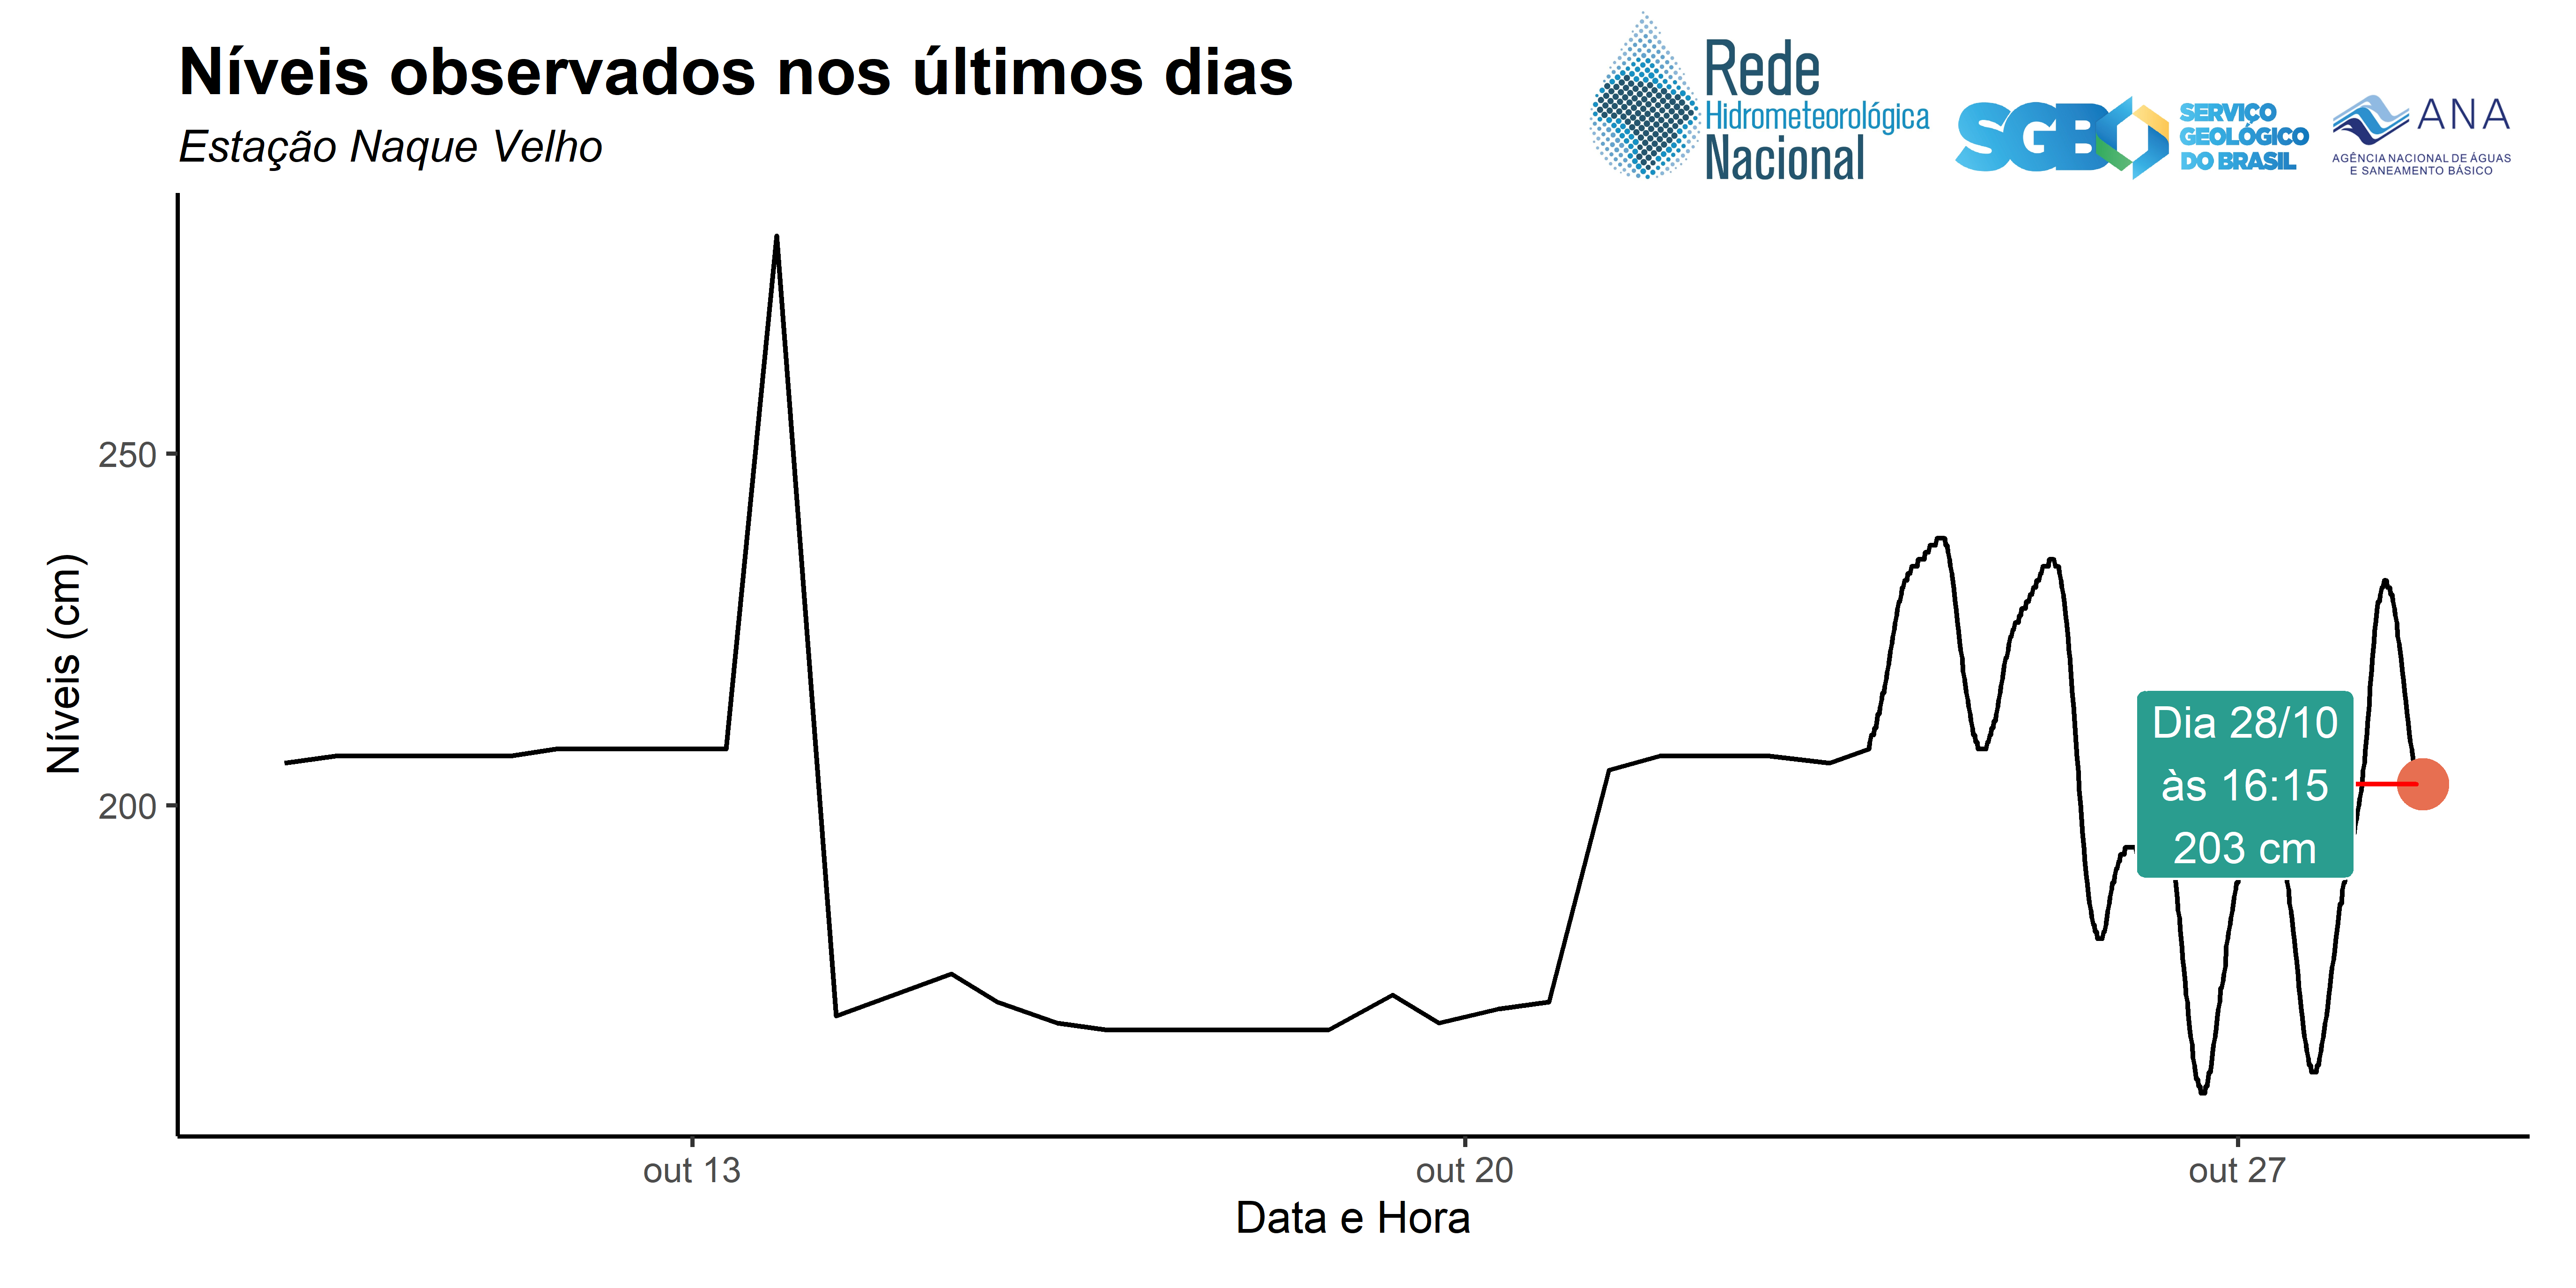 Níveis observados nos últimos dias
Estação Naque Velho
Rede
Hidrometeorológica
Nacional
SGB
SERVIÇO
GEOLÓGICO
DO BRASIL
ANA
AGÊNCIA NACIONAL DE ÁGUAS
E SANEAMENTO BÁSICO
Níveis (cm)
250
200
Dia 28/10
às 16:15
203 cm
out 13
out 20
out 27
Data e Hora